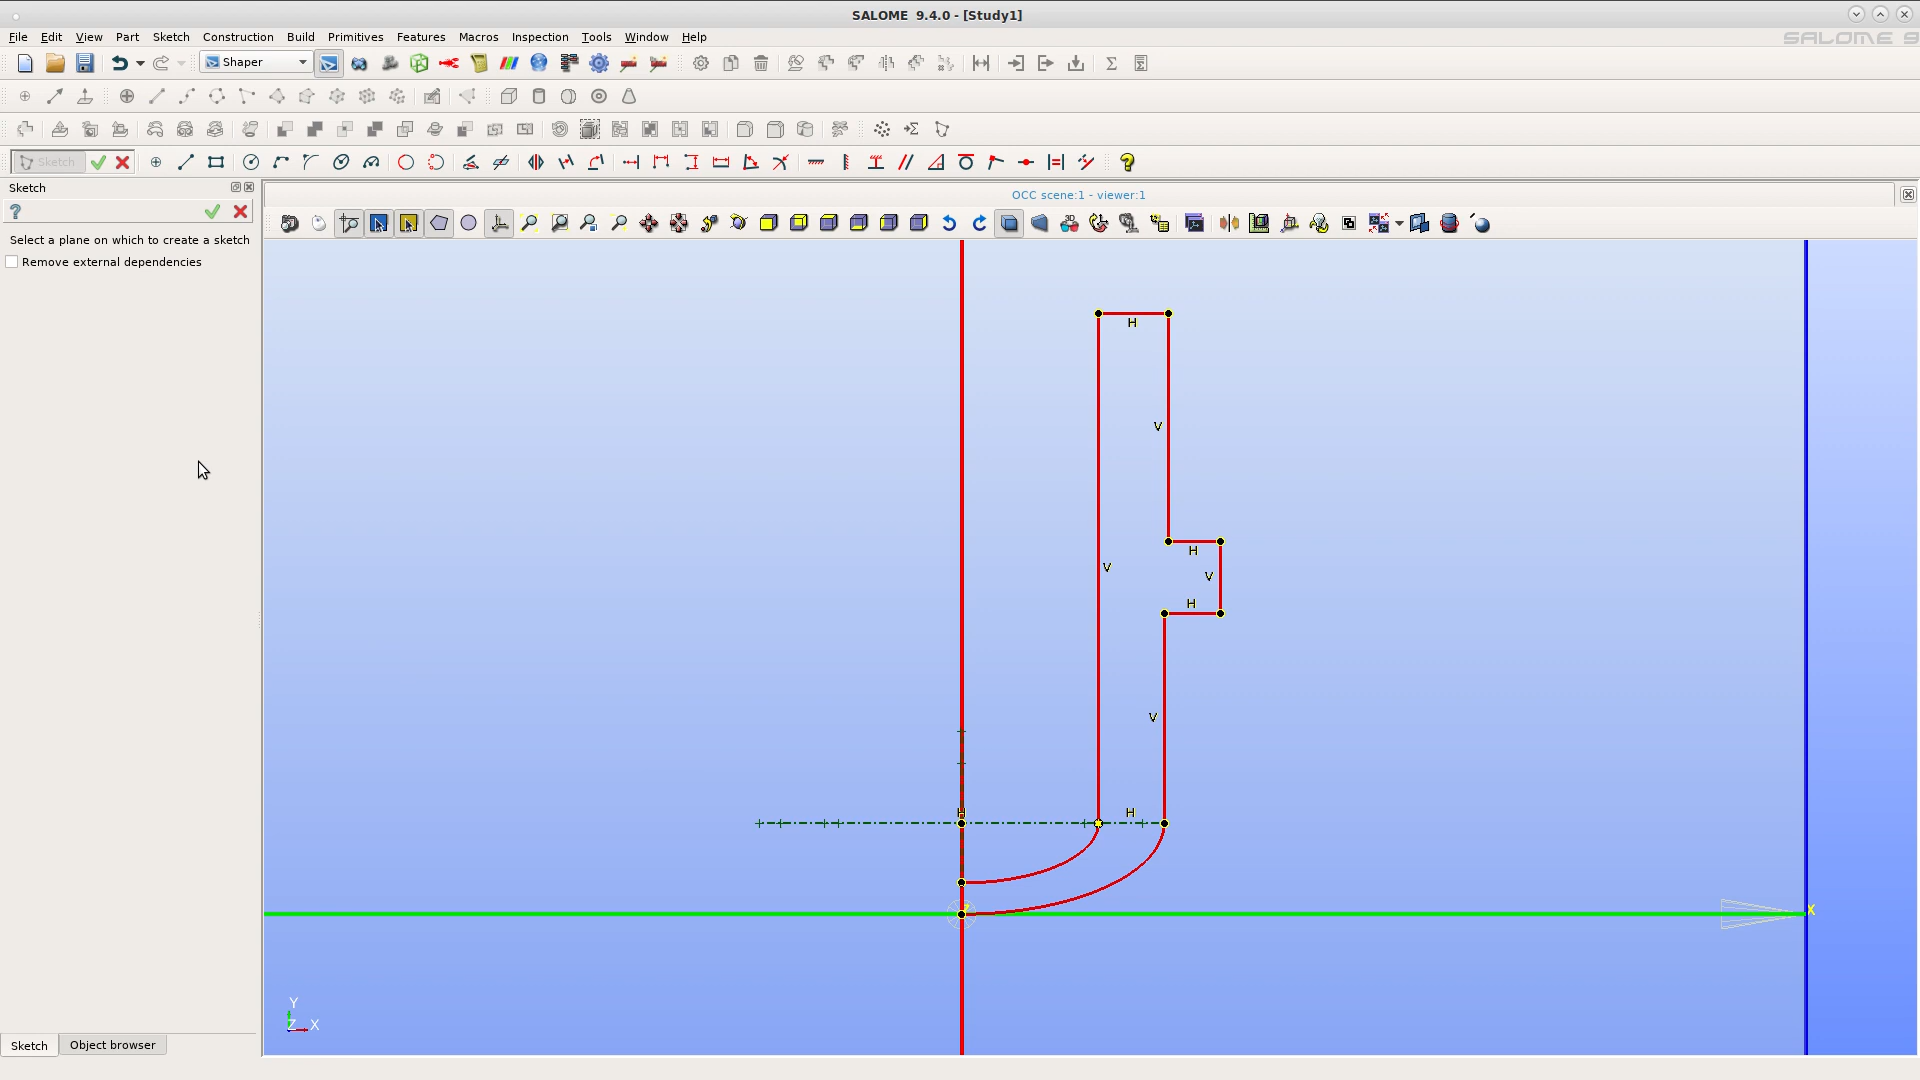 SALOME 9.4.0 - [Study1]
File Edit View Part Sketch Construction Build Primitives Features Macros Inspection Tools Window Help
SALOME 9
Shaper
Sketch
Sketch
OCC scene:1 - viewer:1
Select a plane on which to create a sketch
Remove external dependencies
H
V
H
V
V
H
V
H
H
X
Y
Z X
Sketch Object browser